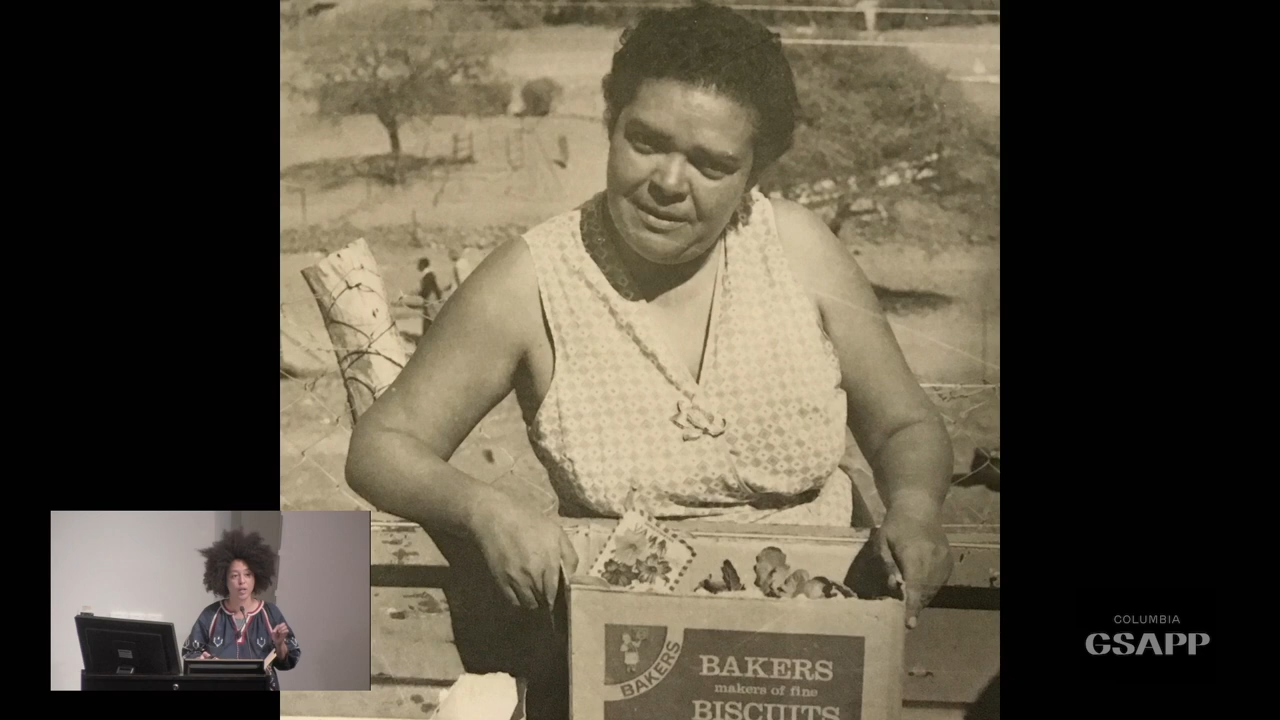 BAKERS
BAKERS
makers of fine
BISCUITS
COLUMBIA
GSAPP